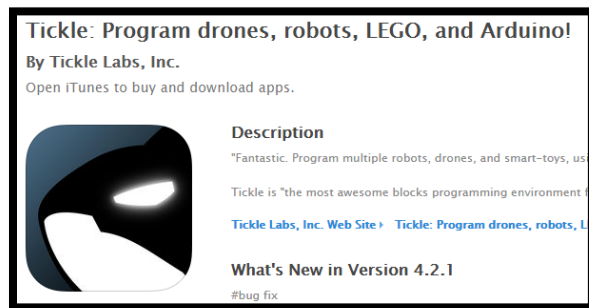 Tickle: Program drones, robots, LEGO, and Arduino!
By Tickle Labs, Inc.
Open iTunes to buy and download apps.
Description
"Fantastic. Program multiple robots, drones, and smart-toys, usi
Tickle is "the most awesome blocks programming environment f
Tickle Labs, Inc. Web Site Tickle: Program drones, robots, L
What's New in Version 4.2.1
#bug fix